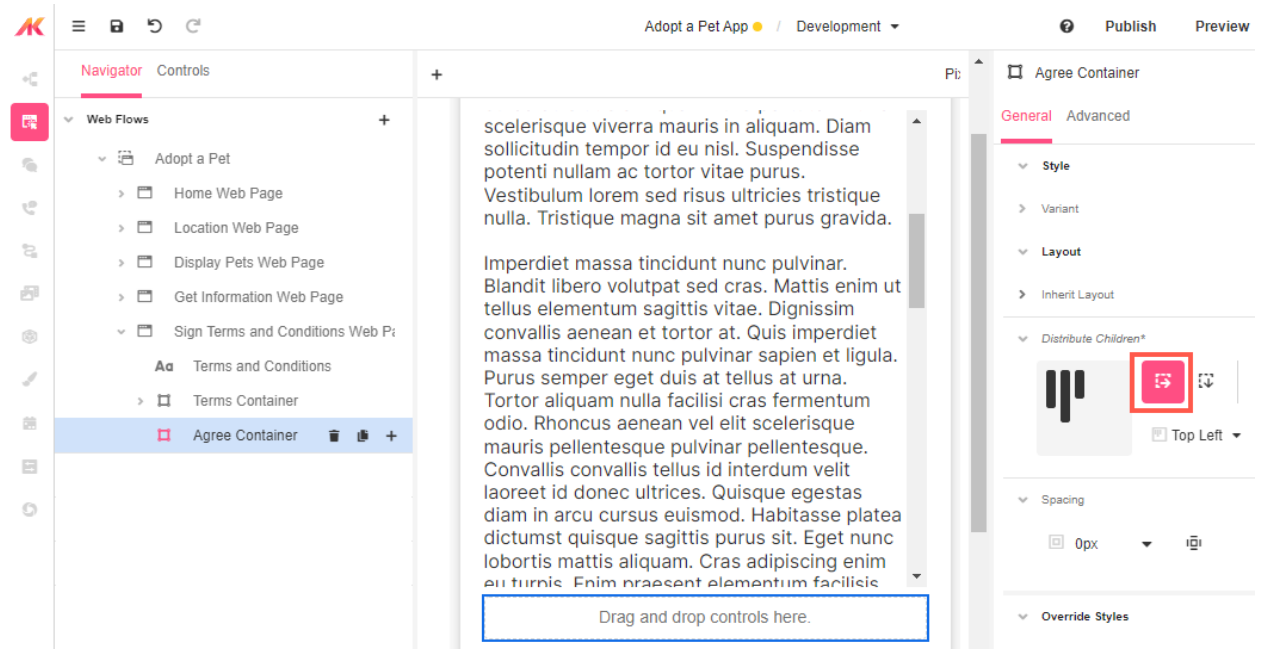 Adopt a Pet App / Development
Publish
Preview
Navigator
Controls
Web Flows
Adopt a Pet
Home Web Page
Location Web Page
Display Pets Web Page
Get Information Web Page
Sign Terms and Conditions Web Pa
Aa Terms and Conditions
Terms Container
Agree Container
Pix
scelerisque viverra mauris in aliquam. Diam
sollicitudin tempor id eu nisl. Suspendisse
potenti nullam ac tortor vitae purus.
Vestibulum lorem sed risus ultricies tristique
nulla. Tristique magna sit amet purus gravida.
Imperdiet massa tincidunt nunc pulvinar.
Blandit libero volutpat sed cras. Mattis enim ut
tellus elementum sagittis vitae. Dignissim
convallis aenean et tortor at. Quis imperdiet
massa tincidunt nunc pulvinar sapien et ligula.
Purus semper eget duis at tellus at urna.
Tortor aliquam nulla facilisi cras fermentum
odio. Rhoncus aenean vel elit scelerisque
mauris pellentesque pulvinar pellentesque.
Convallis convallis tellus id interdum velit
laoreet id donec ultrices. Quisque egestas
diam in arcu cursus euismod. Habitasse platea
dictumst quisque sagittis purus sit. Eget nunc
lobortis mattis aliquam. Cras adipiscing enim
eu turpis. Enim praesent elementum facilisis
Drag and drop controls here.
Agree Container
General
Advanced
Style
Variant
Layout
Inherit Layout
Distribute Children*
Top Left
Spacing
0px
Override Styles